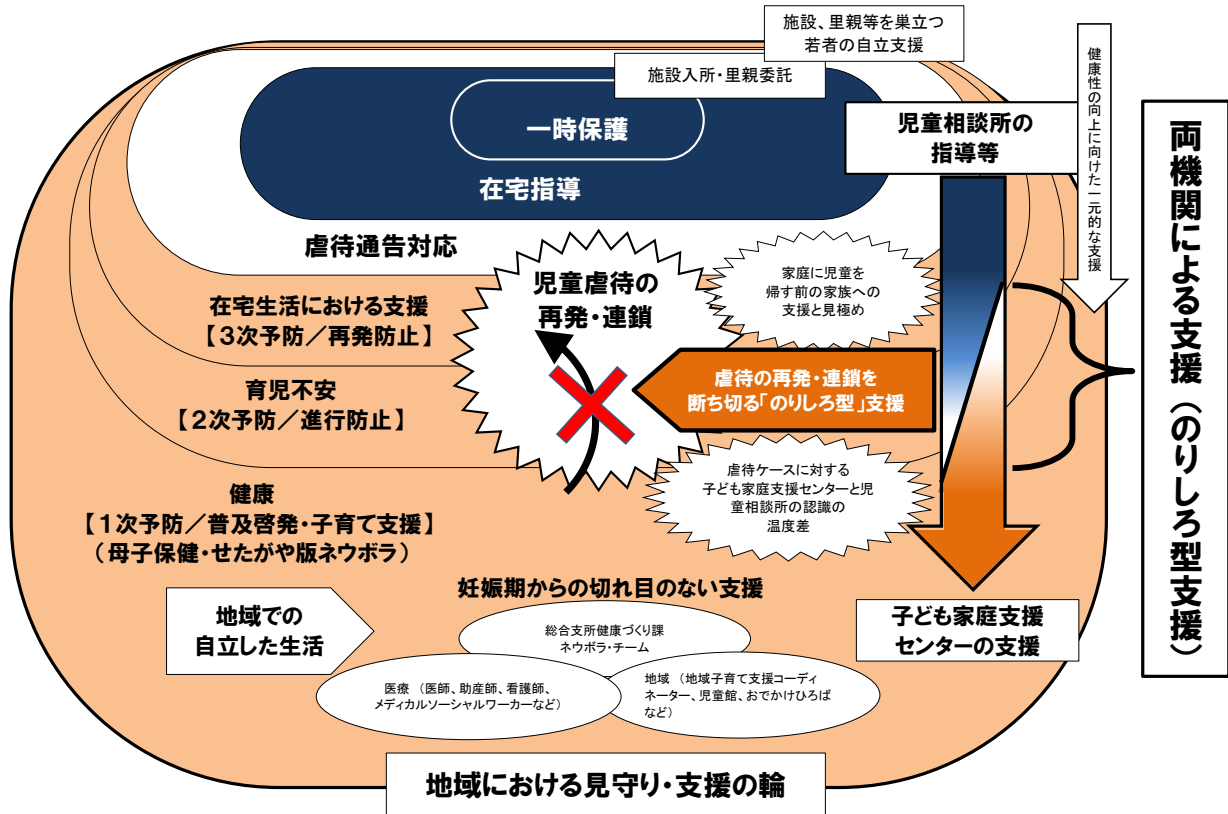 施設、里親等を巣立つ
若者の自立支援
施設入所・里親委託
一時保護
在宅指導
虐待通告対応
児童相談所の
指導等
健康性の向上に向けた一元的な支援
両機関による支援（のりしろ型支援）
児童虐待の
再発・連鎖
家庭に児童を
帰す前の家族への
支援と見極め
在宅生活における支援
【３次予防／再発防止】
虐待の再発・連鎖を
断ち切る「のりしろ型」支援
育児不安
【２次予防／進行防止】
虐待ケースに対する
子ども家庭支援センターと児
童相談所の認識の
温度差
健康
【１次予防／普及啓発・子育て支援】
（母子保健・せたがや版ネウボラ）
妊娠期からの切れ目のない支援
地域での
自立した生活
子ども家庭支援
センターの支援
総合支所健康づくり課
ネウボラ・チーム
医療　（医師、助産師、看護師、
メディカルソーシャルワーカーなど）
地域　（地域子育て支援コーディ
ネーター、児童館、おでかけひろば
など）
地域における見守り・支援の輪